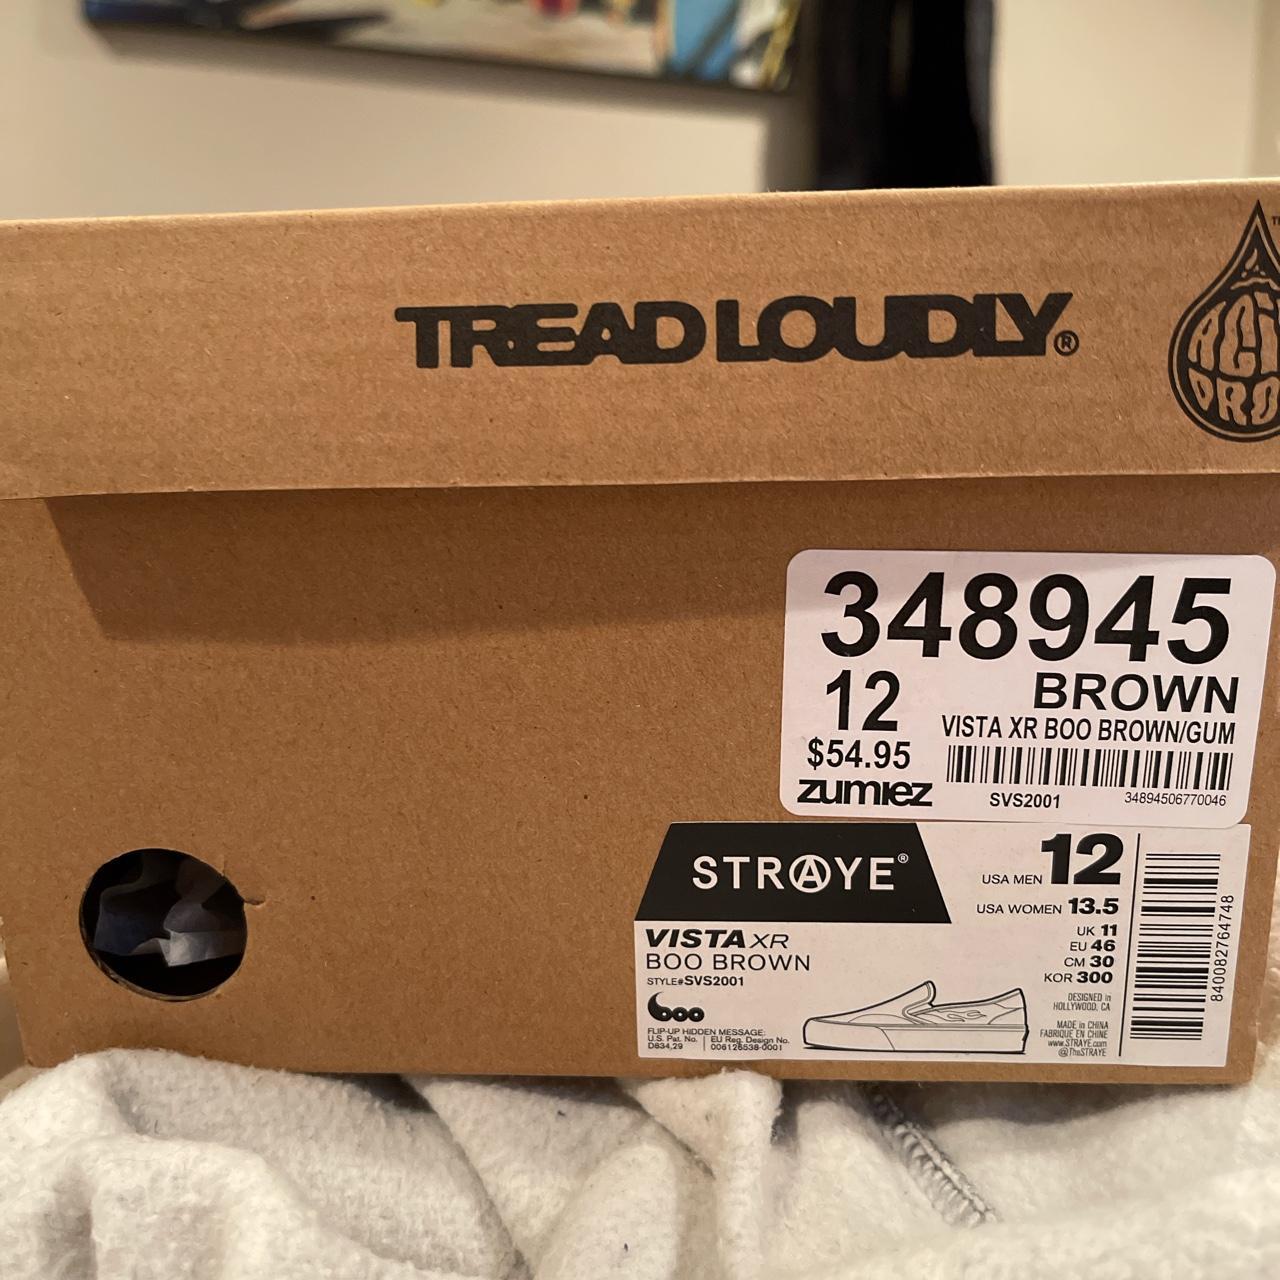 TREAD LOUDLY®
ACI
DRO
348945
12 BROWN
VISTA XR BOO BROWN/GUM
$54.95
zumiez
SVS2001 34894506770046
STRAYE®
USA MEN 12
USA WOMEN 13.5
UK 11
EU 46
CM 30
KOR 300
VISTA XR
BOO BROWN
STYLE#SVS2001
boo
FLIP-UP HIDDEN MESSAGE:
U.S. Pat. No. EU Reg. Design No.
D834,29 006126538-0001
DESIGNED in
HOLLYWOOD, CA
MADE in CHINA
FABRIQUÉ EN CHINE
www.STRAYE.com
@TheSTRAYE
840082764748